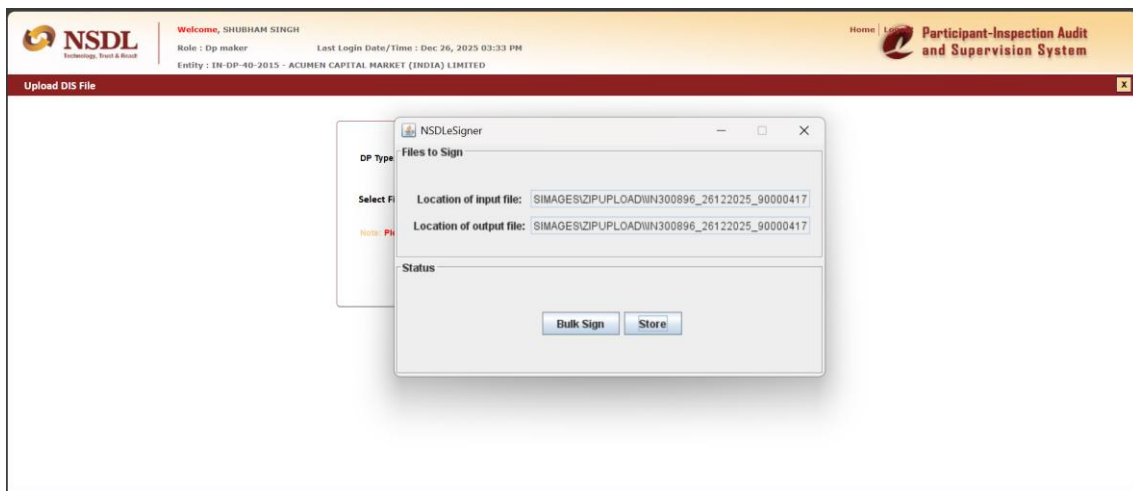 NSDL
Technology, Trust & Reach
Welcome, SHUBHAM SINGH
Role : Dp maker Last Login Date/Time : Dec 26, 2025 03:33 PM
Entity : IN-DP-40-2015 - ACUMEN CAPITAL MARKET (INDIA) LIMITED
Home
Participant-Inspection Audit
and Supervision System
Upload DIS File
X
DP Type
Select Fi
Note: Ple
NSDLeSigner
Files to Sign
Location of input file: SIMAGES\ZIPUPLOAD\\IN300896_26122025_90000417
Location of output file: SIMAGES\ZIPUPLOAD\\IN300896_26122025_90000417
Status
Bulk Sign Store